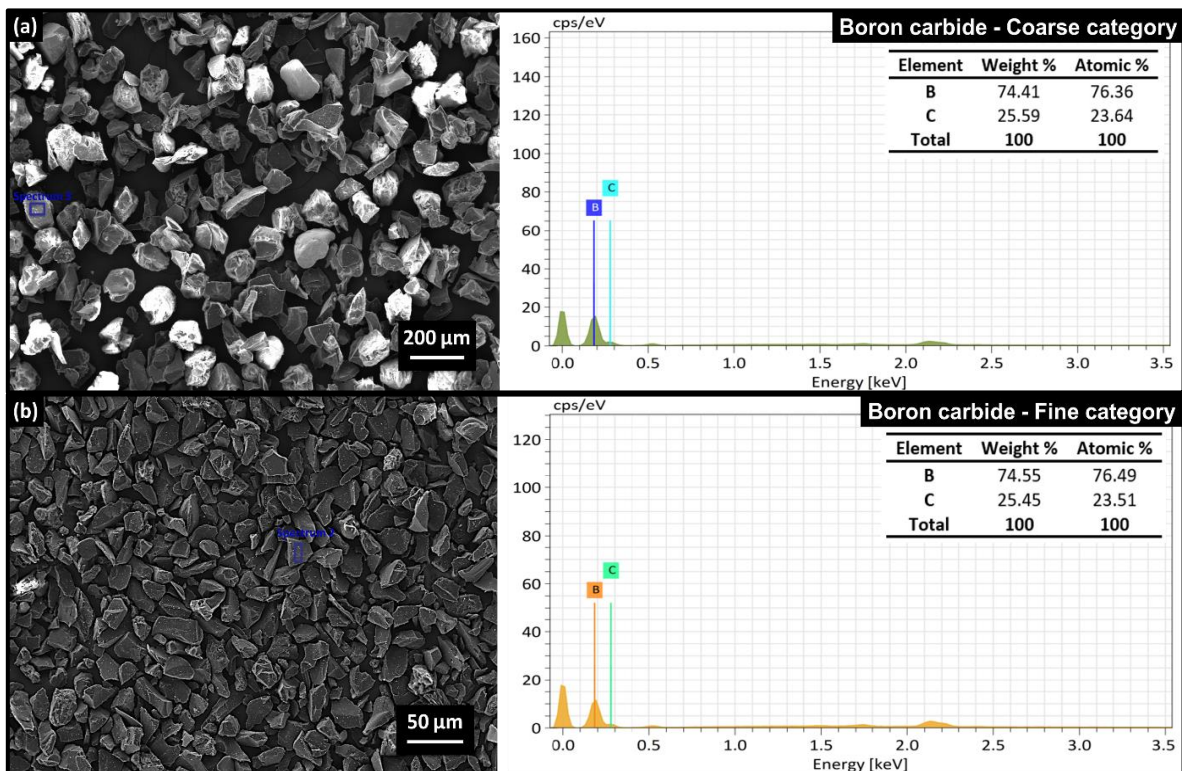 (a)
Spectrum 1
200 µm
cps/eV
Boron carbide - Coarse category
Element Weight % Atomic %
B 74.41 76.36
C 25.59 23.64
Total 100 100
160
140
120
100
80
60
40
20
0
C
B
0.0 0.5 1.0 1.5 2.0 2.5 3.0 3.5
Energy [keV]
(b)
50 µm
cps/eV
Boron carbide - Fine category
Element Weight % Atomic %
B 74.55 76.49
C 25.45 23.51
Total 100 100
120
100
80
60
40
20
0
C
B
0.0 0.5 1.0 1.5 2.0 2.5 3.0 3.5
Energy [keV]